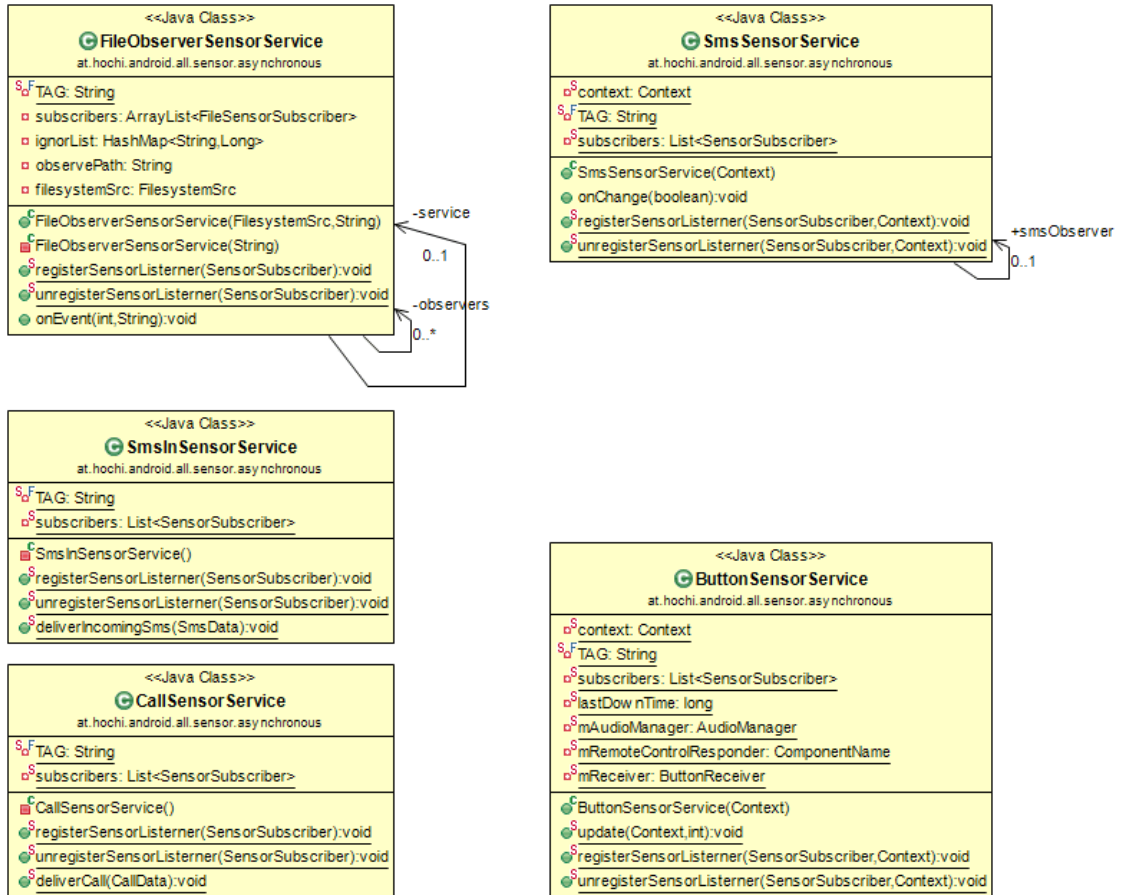 <<Java Class>>
FileObserverSensorService
at.hochi.android.all.sensor.asynchronous
TAG: String
subscribers: ArrayList<FileSensorSubscriber>
ignorList: HashMap<String,Long>
observePath: String
filesystemSrc: FilesystemSrc
FileObserverSensorService(FilesystemSrc,String)
FileObserverSensorService(String)
registerSensorListerner(SensorSubscriber):void
unregisterSensorListerner(SensorSubscriber):void
onEvent(int,String):void
-service
0..1
-observers
0..*
<<Java Class>>
SmsSensorService
at.hochi.android.all.sensor.asynchronous
context: Context
TAG: String
subscribers: List<SensorSubscriber>
SmsSensorService(Context)
onChange(boolean):void
registerSensorListerner(SensorSubscriber,Context):void
unregisterSensorListerner(SensorSubscriber,Context):void
+smsObserver
0..1
<<Java Class>>
SmsInSensorService
at.hochi.android.all.sensor.asynchronous
TAG: String
subscribers: List<SensorSubscriber>
SmsInSensorService()
registerSensorListerner(SensorSubscriber):void
unregisterSensorListerner(SensorSubscriber):void
deliverIncomingSms(SmsData):void
<<Java Class>>
CallSensorService
at.hochi.android.all.sensor.asynchronous
TAG: String
subscribers: List<SensorSubscriber>
CallSensorService()
registerSensorListerner(SensorSubscriber):void
unregisterSensorListerner(SensorSubscriber):void
deliverCall(CallData):void
<<Java Class>>
ButtonSensorService
at.hochi.android.all.sensor.asynchronous
context: Context
TAG: String
subscribers: List<SensorSubscriber>
lastDownTime: long
mAudioManager: AudioManager
mRemoteControlResponder: ComponentName
mReceiver: ButtonReceiver
ButtonSensorService(Context)
update(Context,int):void
registerSensorListerner(SensorSubscriber,Context):void
unregisterSensorListerner(SensorSubscriber,Context):void